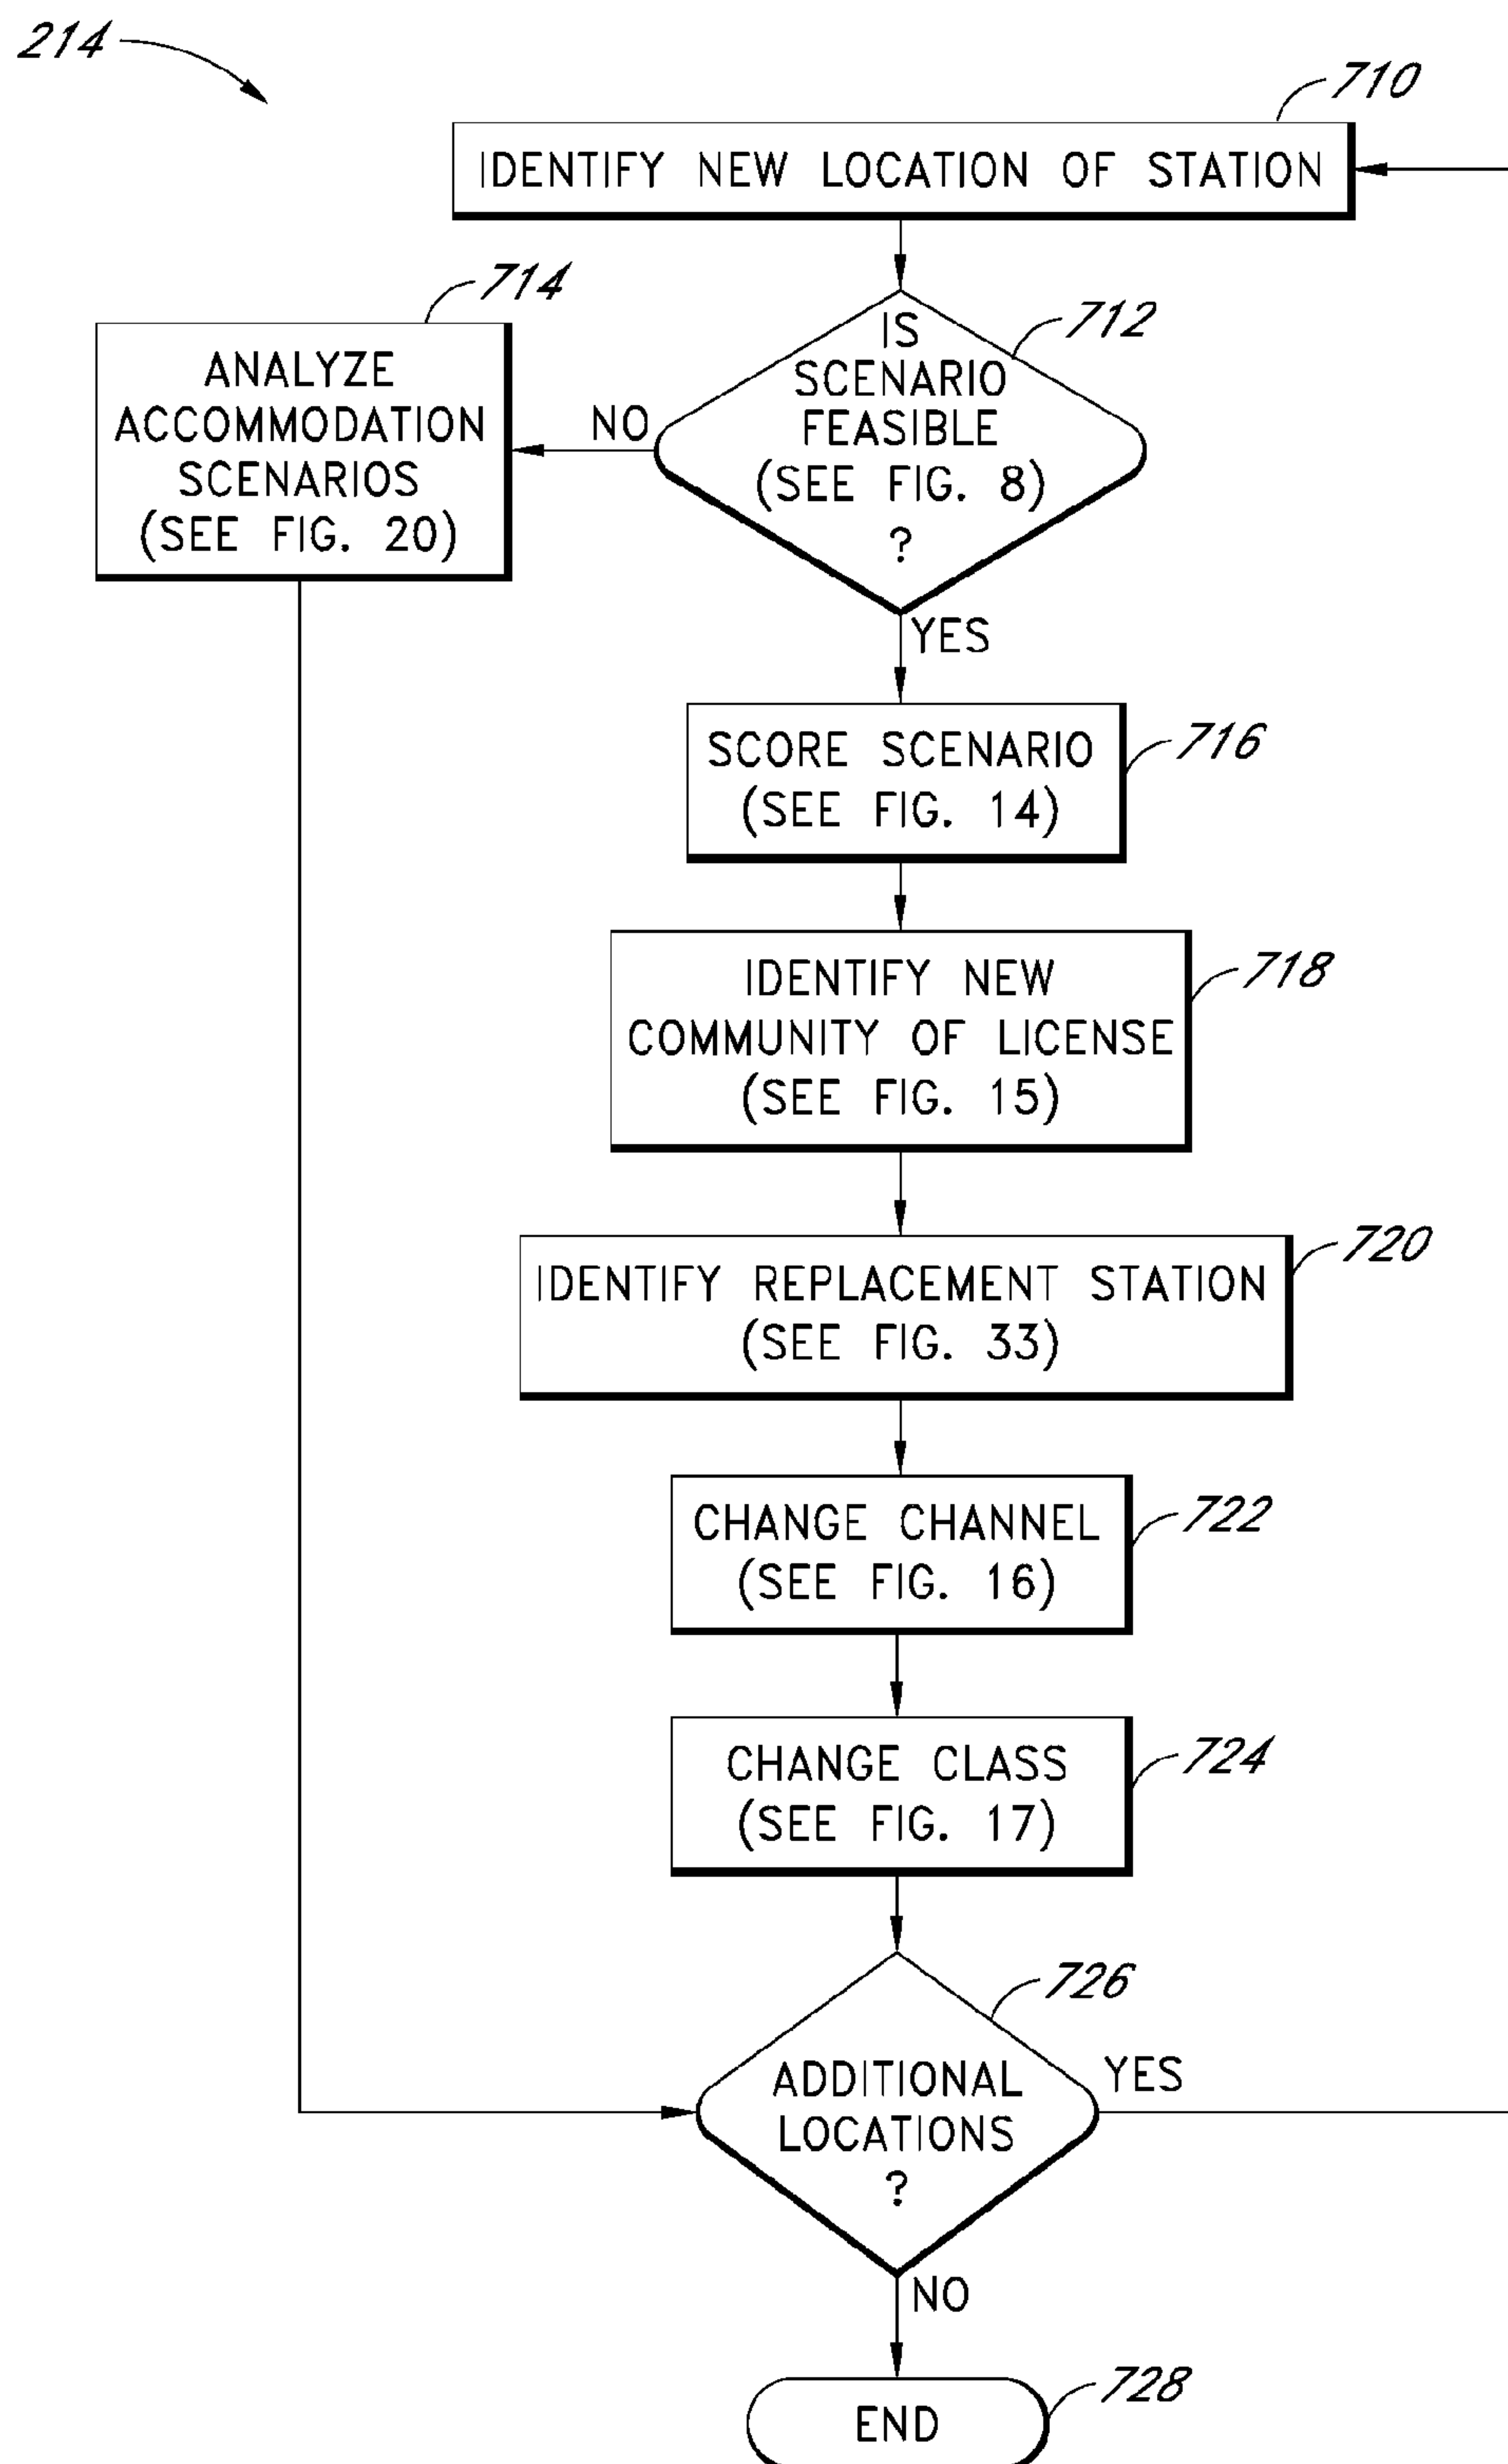 214
710
IDENTIFY NEW LOCATION OF STATION
714
ANALYZE
ACCOMMODATION
SCENARIOS
(SEE FIG. 20)
NO
712
IS
SCENARIO
FEASIBLE
(SEE FIG. 8)
?
YES
716
SCORE SCENARIO
(SEE FIG. 14)
718
IDENTIFY NEW
COMMUNITY OF LICENSE
(SEE FIG. 15)
720
IDENTIFY REPLACEMENT STATION
(SEE FIG. 33)
722
CHANGE CHANNEL
(SEE FIG. 16)
724
CHANGE CLASS
(SEE FIG. 17)
726
ADDITIONAL
LOCATIONS
?
YES
NO
728
END